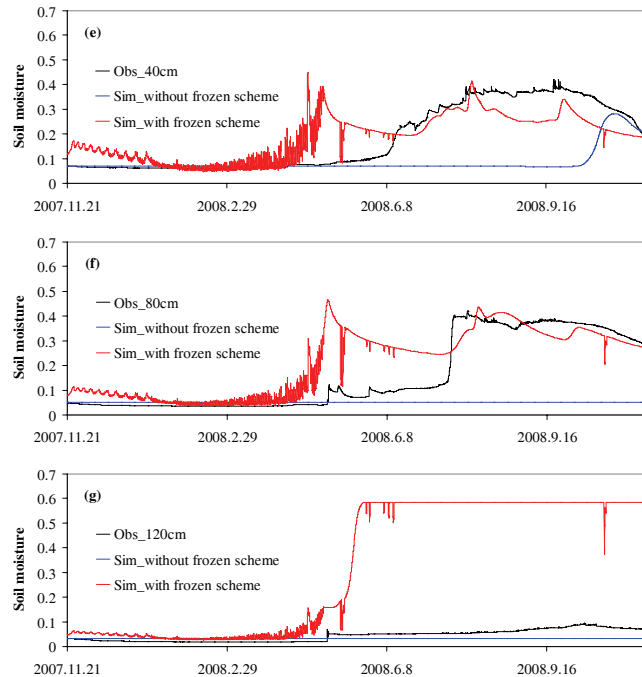 0.7
(e)
0.6
Obs_40cm
0.5
Sim_without frozen scheme
0.4
Sim_with frozen scheme
0.3
0.2
0.1
0
Soil moisture
2007.11.21 2008.2.29 2008.6.8 2008.9.16
0.7
(f)
0.6
Obs_80cm
0.5
Sim_without frozen scheme
0.4
Sim_with frozen scheme
0.3
0.2
0.1
0
Soil moisture
2007.11.21 2008.2.29 2008.6.8 2008.9.16
0.7
(g)
0.6
0.5
Obs_120cm
0.4
Sim_without frozen scheme
0.3
Sim_with frozen scheme
0.2
0.1
0
Soil moisture
2007.11.21 2008.2.29 2008.6.8 2008.9.16